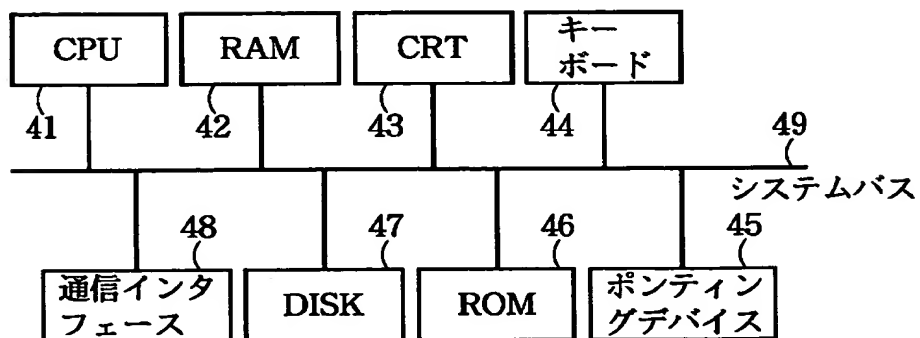 CPU
RAM
CRT
キー
ボード
41
42
43
44
49
システムバス
48
47
46
45
通信インタ
フェース
DISK
ROM
ポンティン
グデバイス